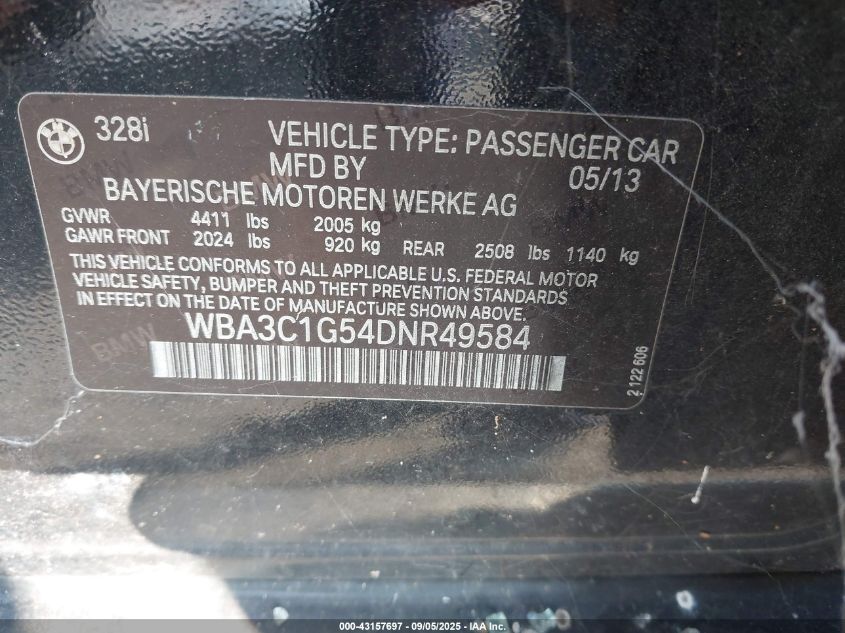 328i
VEHICLE TYPE: PASSENGER CAR
MFD BY 05/13
BAYERISCHE MOTOREN WERKE AG
GVWR 4411 lbs 2005 kg
GAWR FRONT 2024 lbs 920 kg REAR 2508 lbs 1140 kg
THIS VEHICLE CONFORMS TO ALL APPLICABLE U.S. FEDERAL MOTOR
VEHICLE SAFETY, BUMPER AND THEFT PREVENTION STANDARDS
IN EFFECT ON THE DATE OF MANUFACTURE SHOWN ABOVE.
WBA3C1G54DNR49584
2 122 606
000-43157697 - 09/05/2025 - IAAI.COM